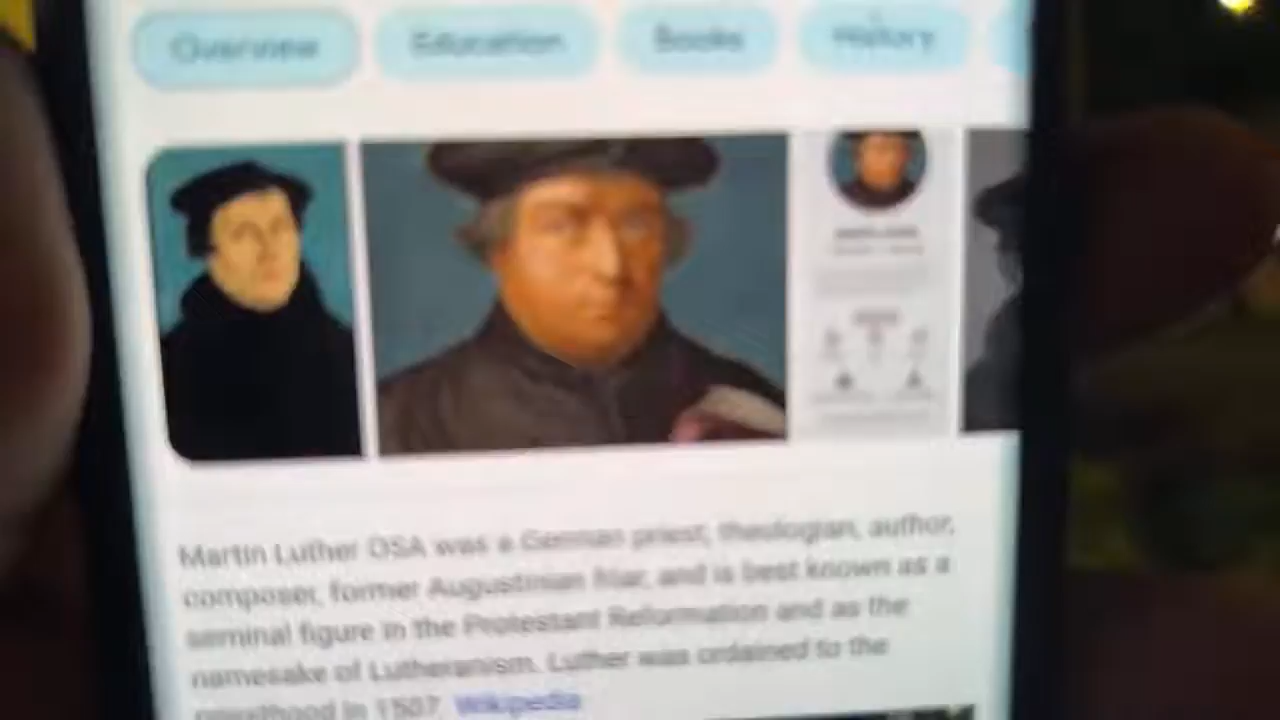 Overview Education Books History
Martin Luther OSA was a German priest, theologian, author,
composer, former Augustinian friar, and is best known as a
seminal figure in the Protestant Reformation and as the
namesake of Lutheranism. Luther was ordained to the
priesthood in 1507. Wikipedia